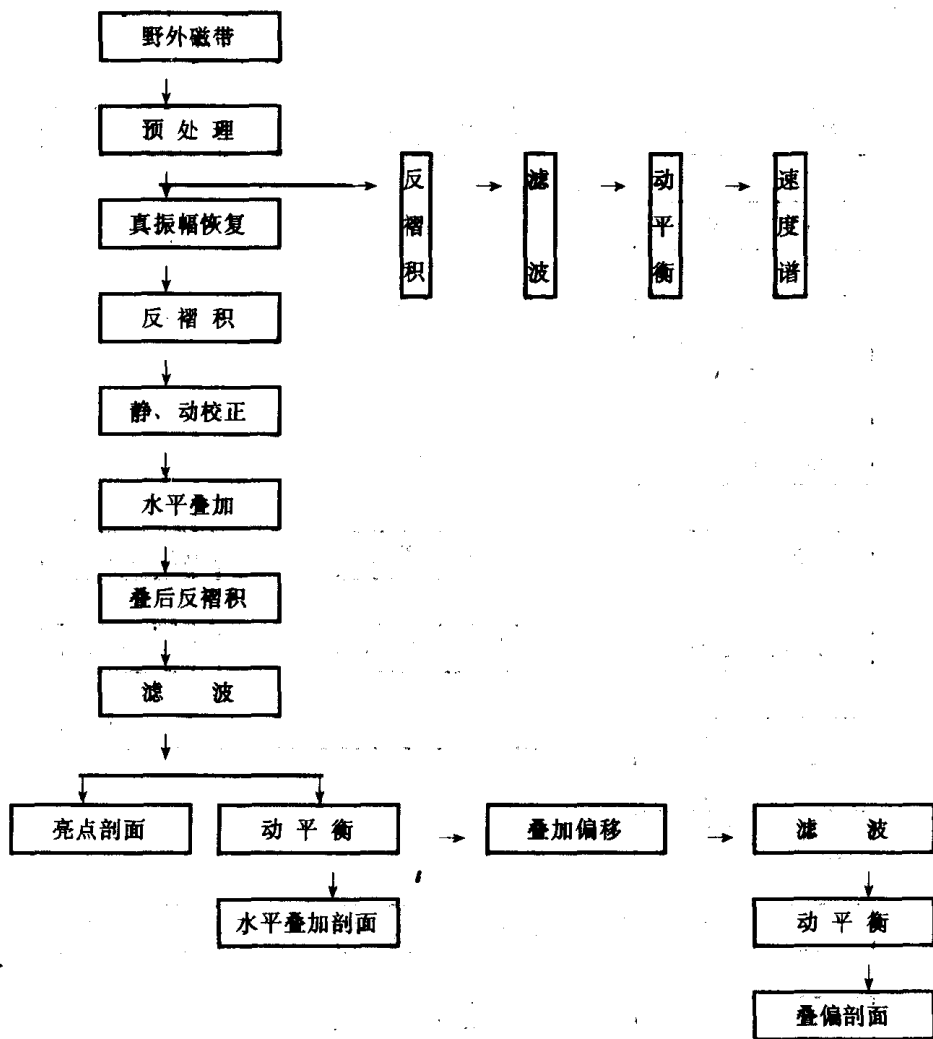 野外磁带
预处理
真振幅恢复
反褶积
滤波
动平衡
速度谱
反褶积
静、动校正
水平叠加
叠后反褶积
滤波
亮点剖面
动平衡
叠加偏移
滤波
水平叠加剖面
动平衡
叠偏剖面